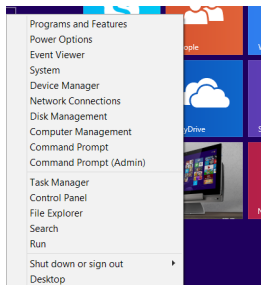 Programs and Features
Power Options
Event Viewer
System
Device Manager
Network Connections
Disk Management
Computer Management
Command Prompt
Command Prompt (Admin)
Task Manager
Control Panel
File Explorer
Search
Run
Shut down or sign out
Desktop